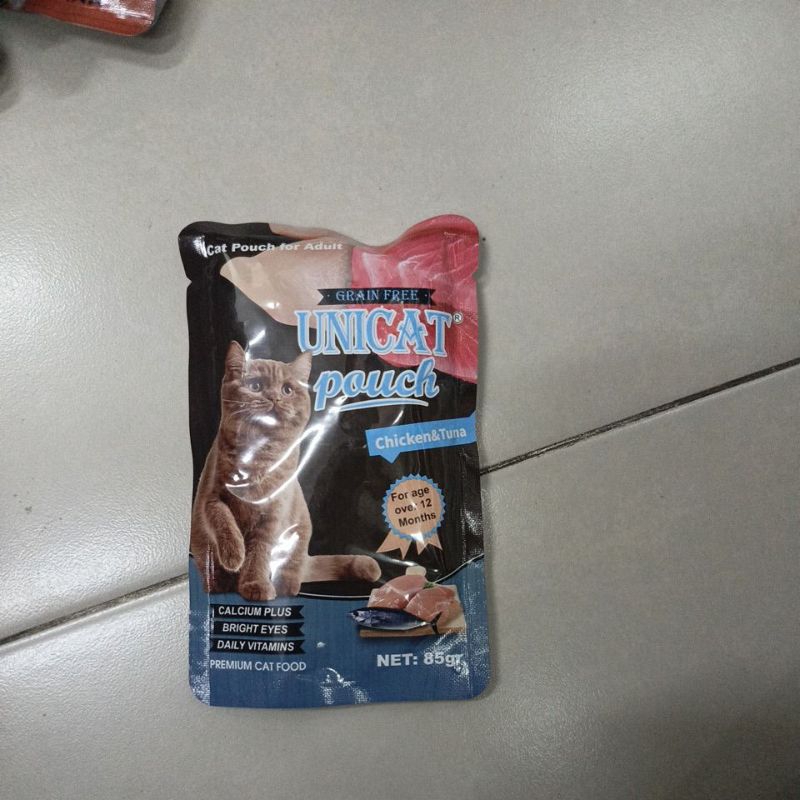 Cat Pouch for Adult
GRAIN FREE
UNICAT®
pouch
Chicken&Tuna
For age
over 12
Months
CALCIUM PLUS
BRIGHT EYES
DAILY VITAMINS
PREMIUM CAT FOOD
NET: 85gr